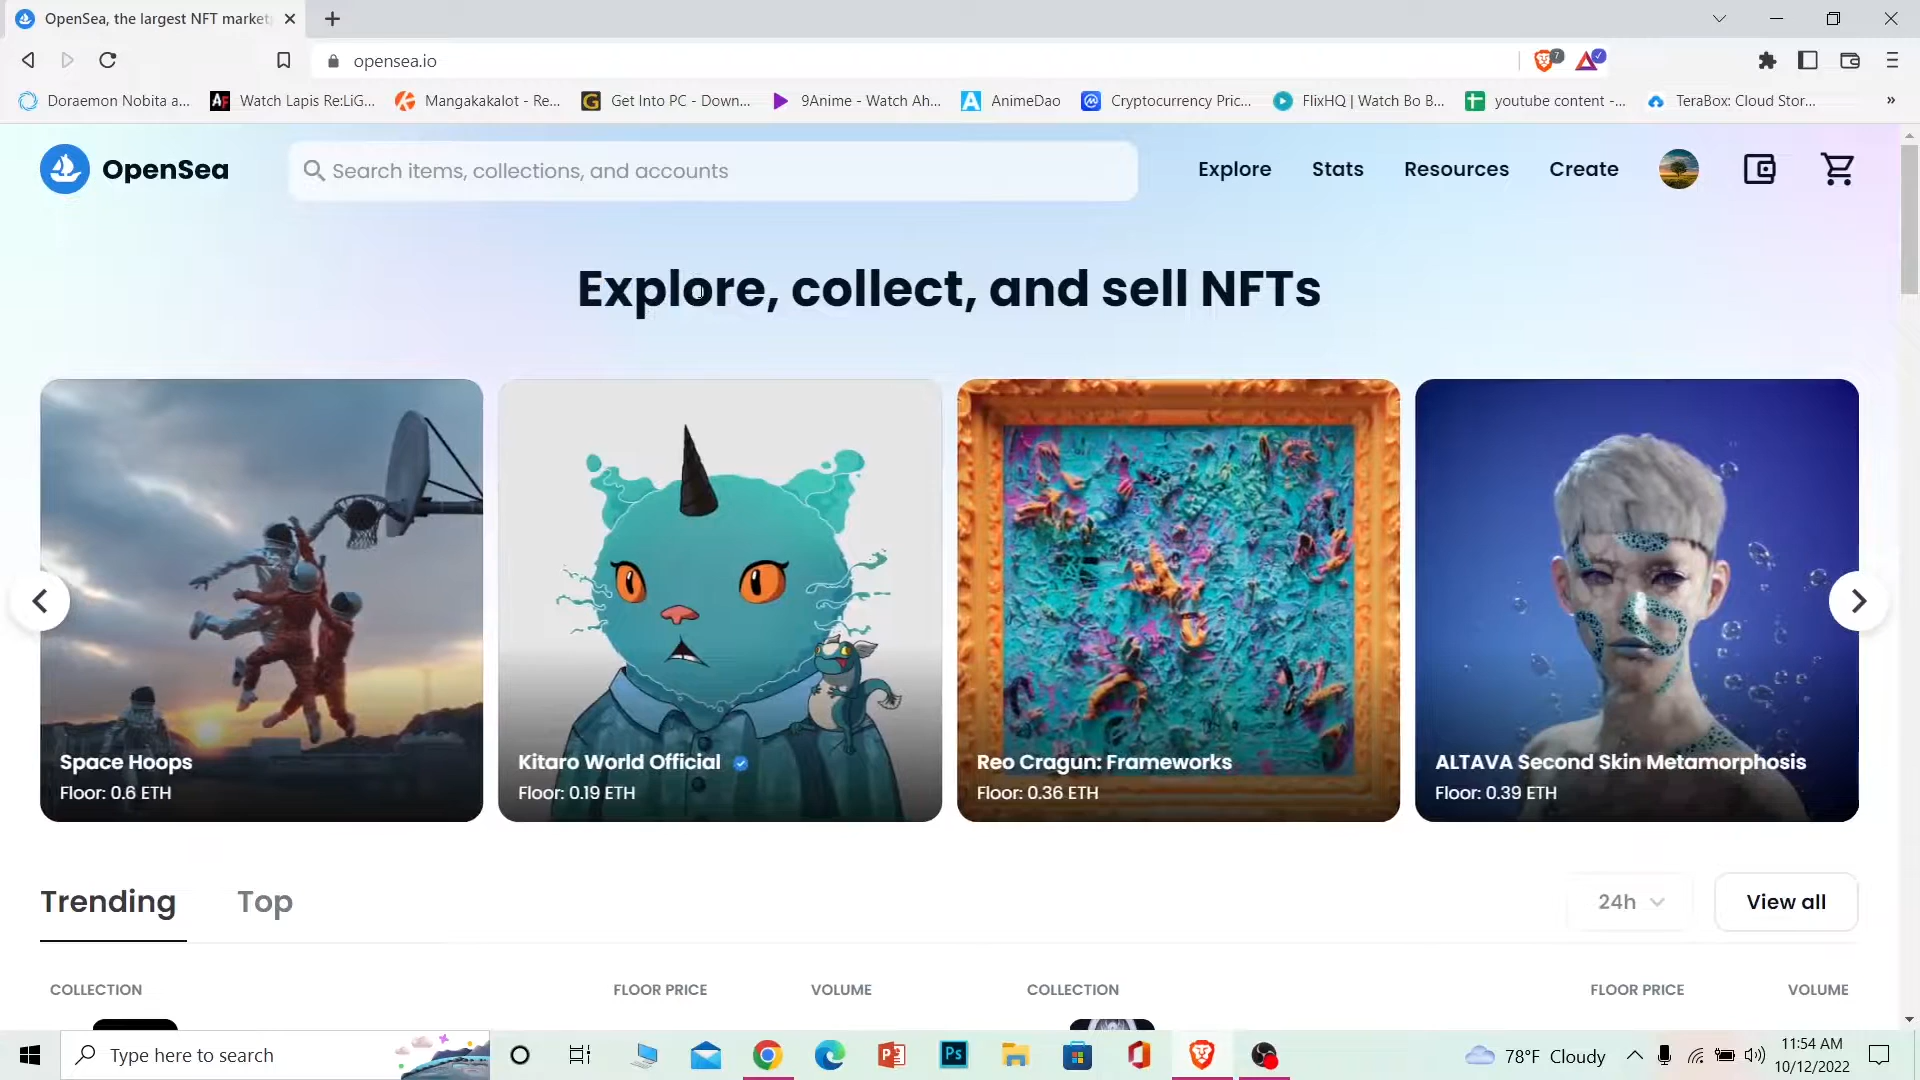 OpenSea, the largest NFT market
opensea.io
7
Doraemon Nobita a...
Watch Lapis Re:LiG...
Mangakakalot - Re...
Get Into PC - Down...
9Anime - Watch Ah...
AnimeDao
Cryptocurrency Pric...
FlixHQ | Watch Bo B...
youtube content -...
TeraBox: Cloud Stor...
»
OpenSea
Search items, collections, and accounts
Explore
Stats
Resources
Create
Explore, collect, and sell NFTs
Space Hoops
Floor: 0.6 ETH
Kitaro World Official
Floor: 0.19 ETH
Reo Cragun: Frameworks
Floor: 0.36 ETH
ALTAVA Second Skin Metamorphosis
Floor: 0.39 ETH
Trending
Top
24h
View all
COLLECTION
FLOOR PRICE
VOLUME
COLLECTION
FLOOR PRICE
VOLUME
Type here to search
Ps
78°F Cloudy
11:54 AM
10/12/2022